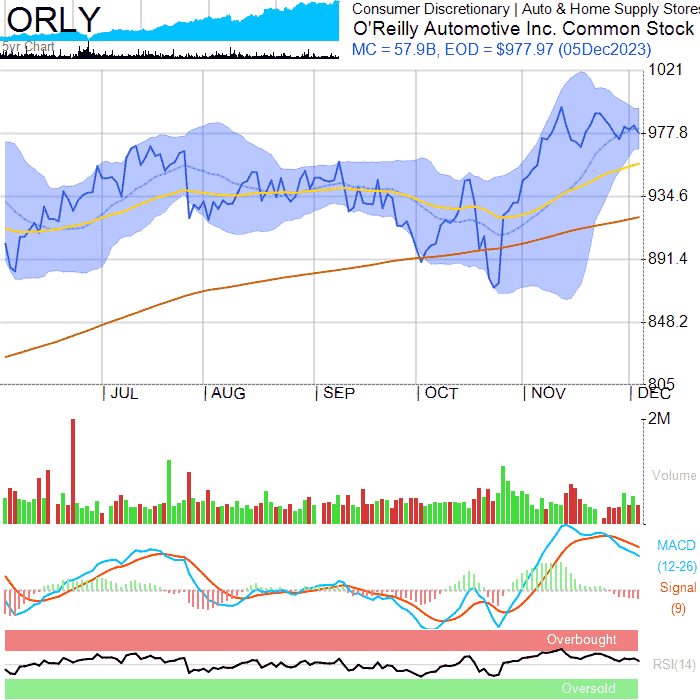 ORLY
5yr Chart
Consumer Discretionary | Auto & Home Supply Stores
O'Reilly Automotive Inc. Common Stock
MC = 57.9B, EOD = $977.97 (05Dec2023)
1021
977.8
934.6
891.4
848.2
805
| JUL | AUG | SEP | OCT | NOV | DEC
2M
Volume
MACD
(12-26)
Signal
(9)
Overbought
RSI(14)
Oversold